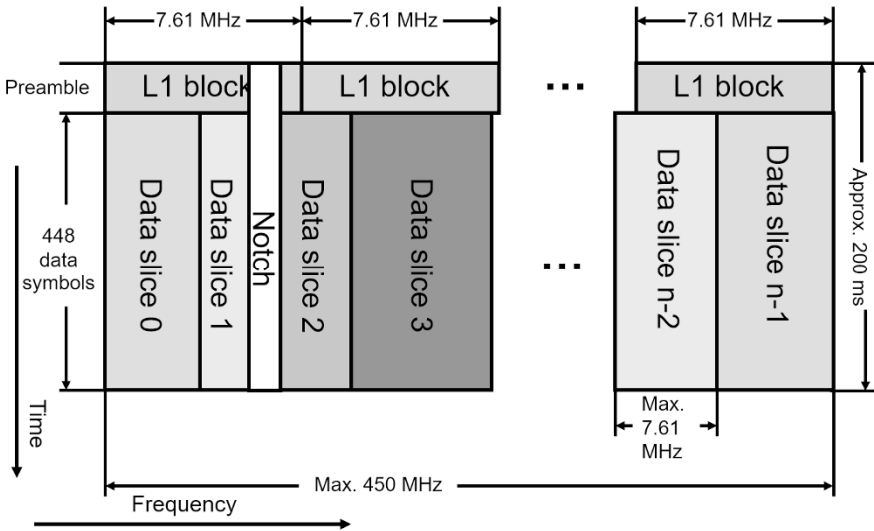 7.61 MHz
7.61 MHz
7.61 MHz
Preamble
L1 block
L1 block
...
L1 block
448
data
symbols
Data slice 0
Data slice 1
Notch
Data slice 2
Data slice 3
...
Data slice n-2
Data slice n-1
Approx. 200 ms
Time
Max.
7.61
MHz
Max. 450 MHz
Frequency